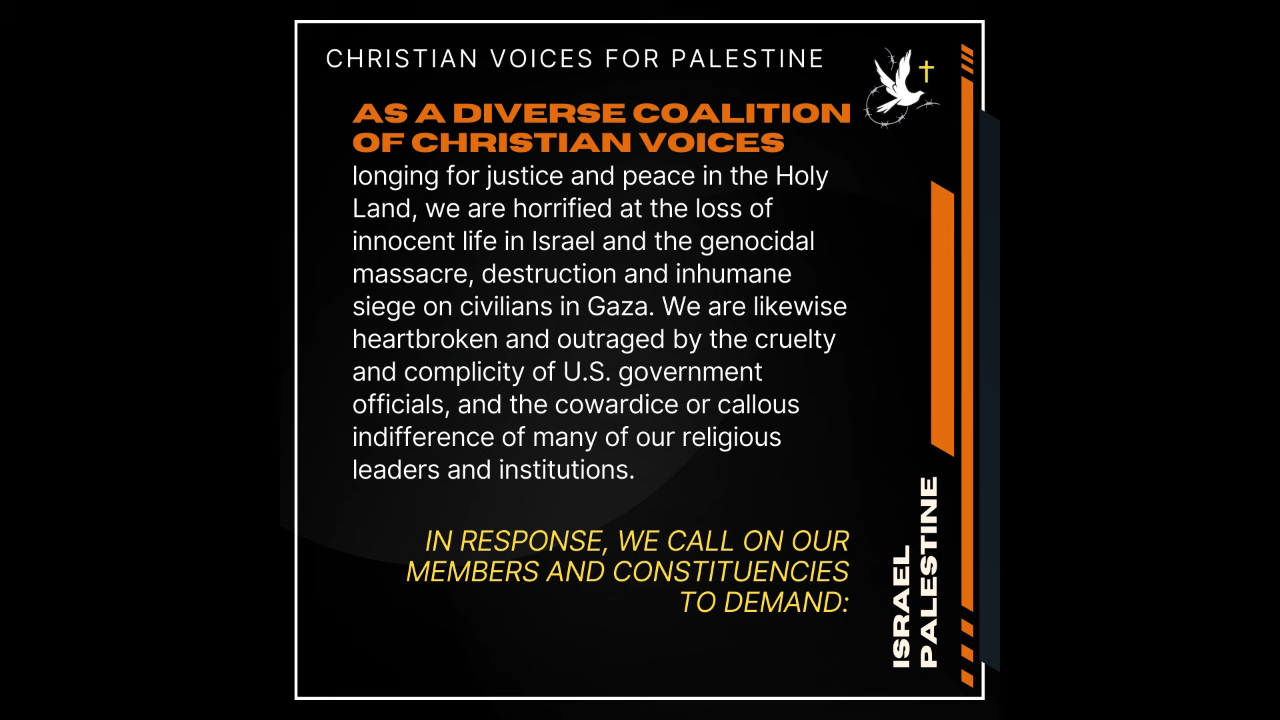 CHRISTIAN VOICES FOR PALESTINE
AS A DIVERSE COALITION
OF CHRISTIAN VOICES
longing for justice and peace in the Holy
Land, we are horrified at the loss of
innocent life in Israel and the genocidal
massacre, destruction and inhumane
siege on civilians in Gaza. We are likewise
heartbroken and outraged by the cruelty
and complicity of U.S. government
officials, and the cowardice or callous
indifference of many of our religious
leaders and institutions.
IN RESPONSE, WE CALL ON OUR
MEMBERS AND CONSTITUENCIES
TO DEMAND:
ISRAEL
PALESTINE